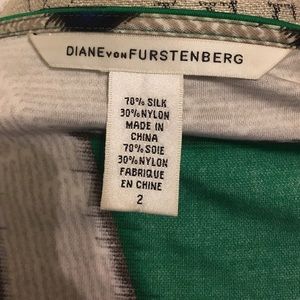 DIANE VON FURSTENBERG
70% SILK
30% NYLON
MADE IN
CHINA
70% SOIE
30% NYLON
FABRIQUE
EN CHINE
2